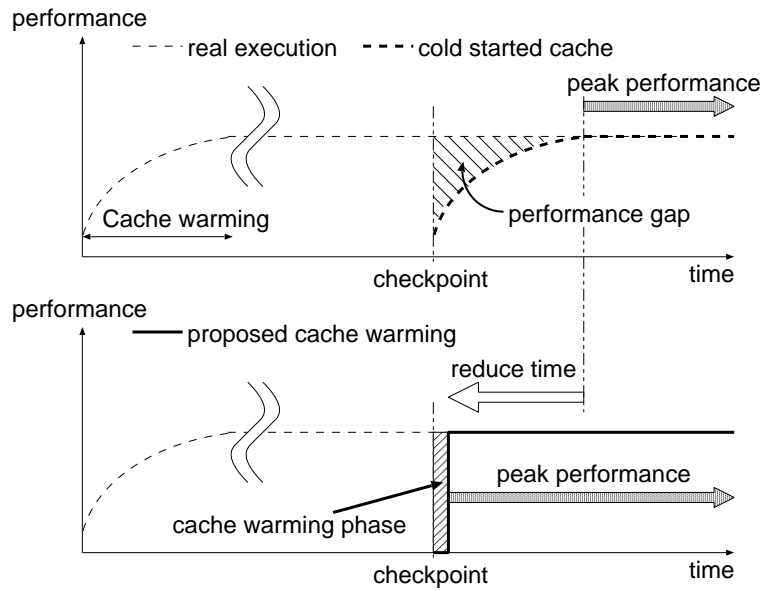 performance
real execution
cold started cache
peak performance
Cache warming
performance gap
checkpoint
time
performance
proposed cache warming
reduce time
peak performance
cache warming phase
checkpoint
time